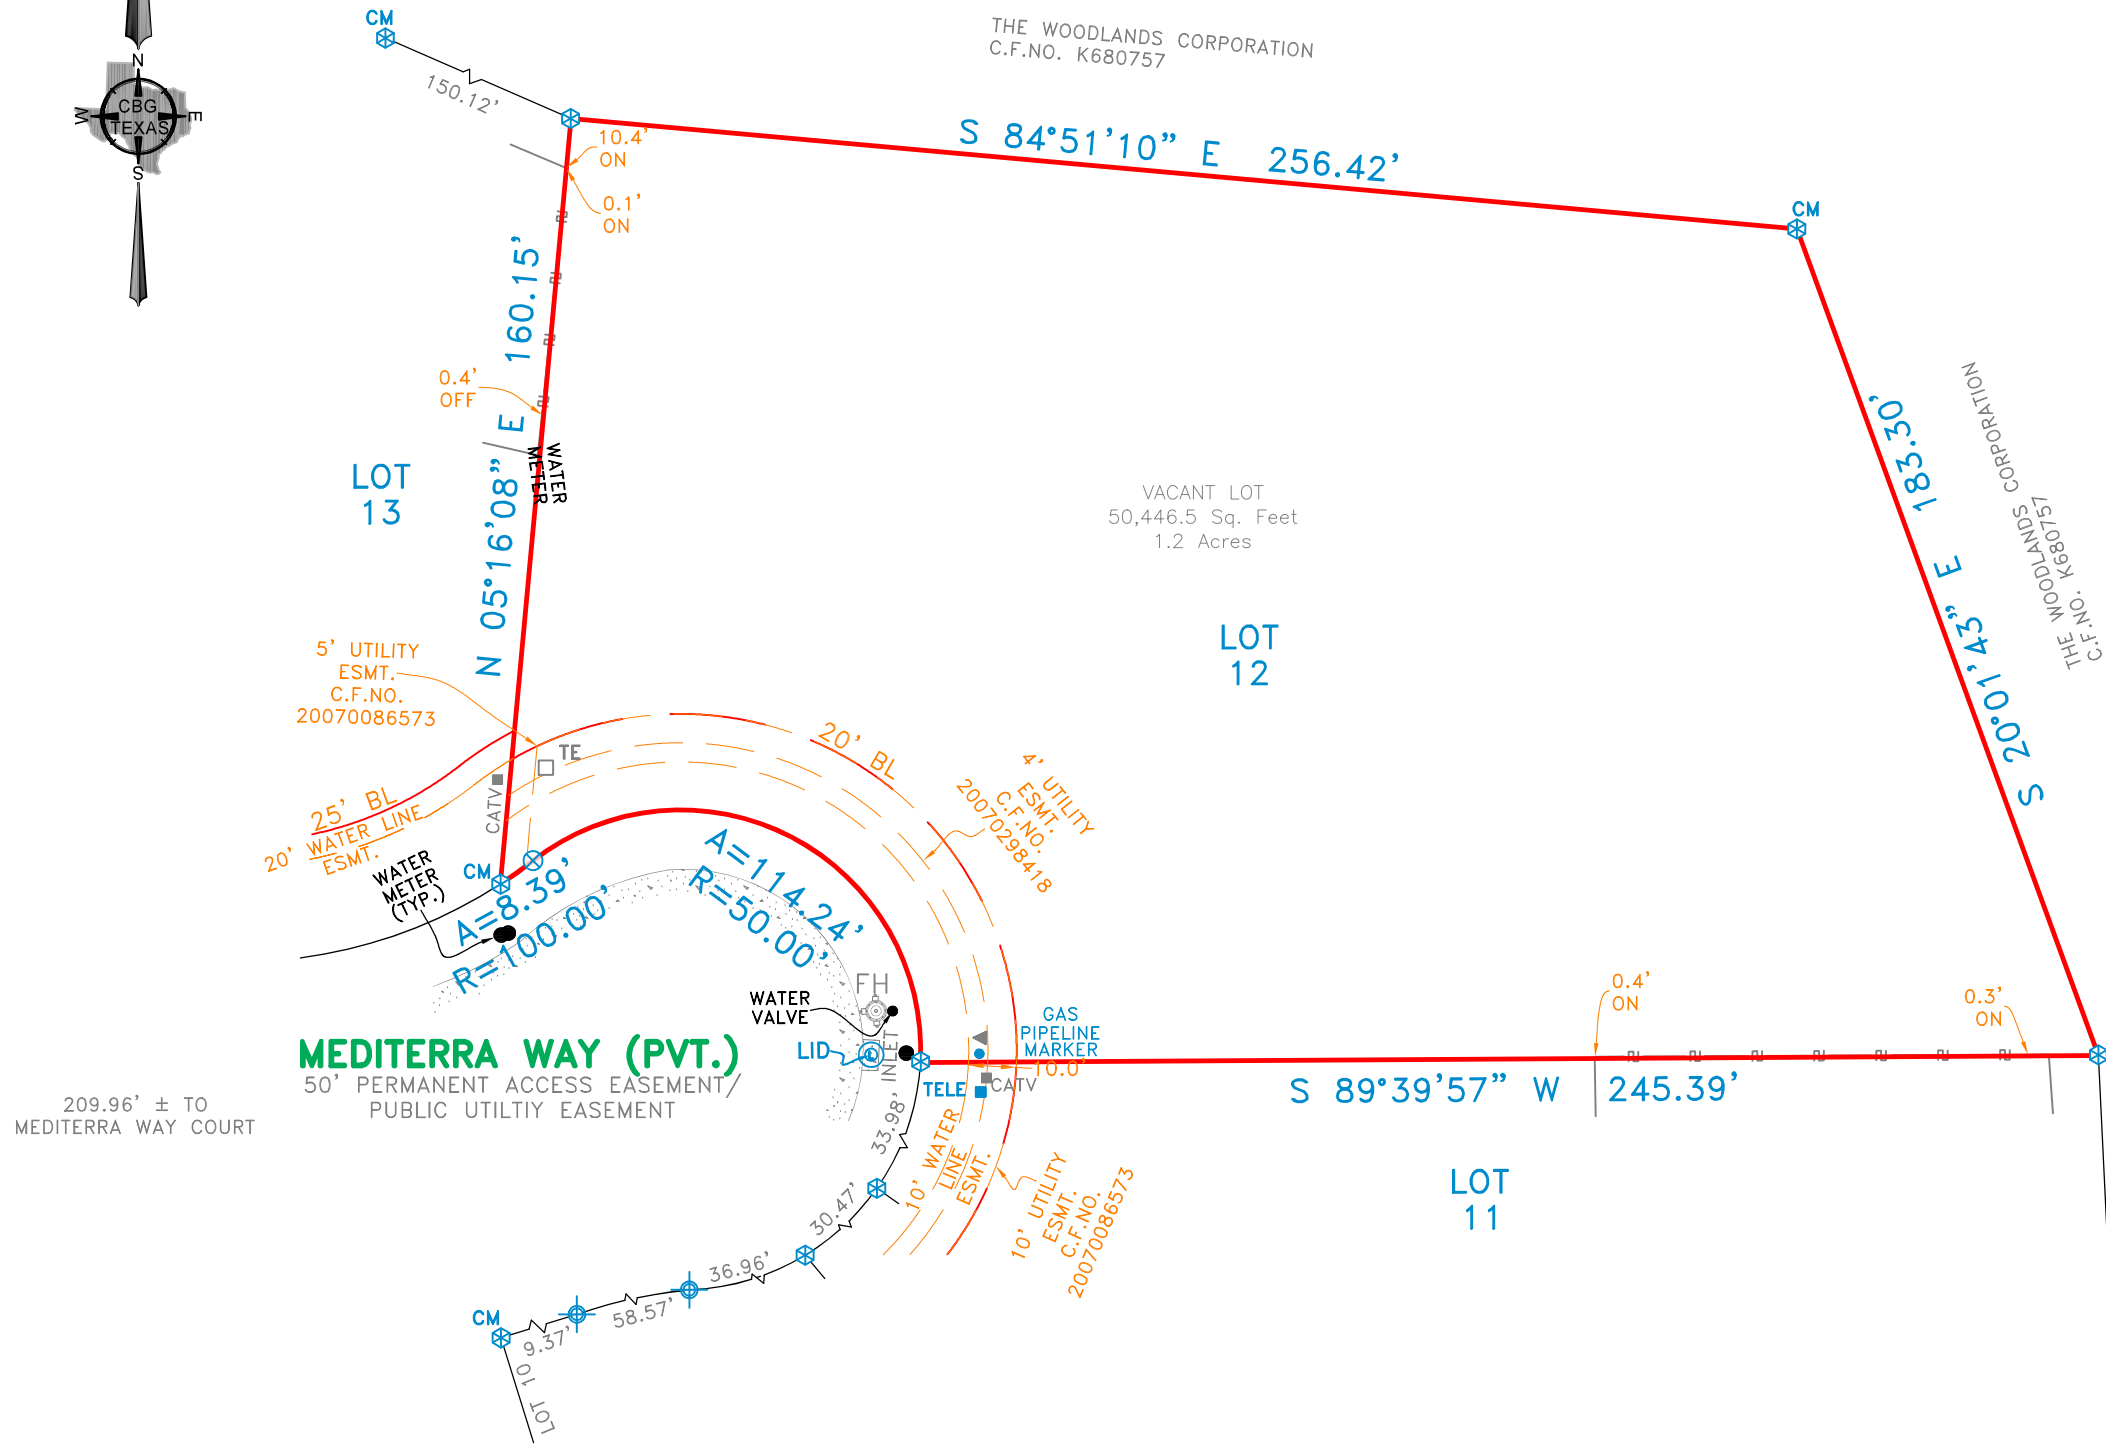 CM
THE WOODLANDS CORPORATION
C.F.NO. K680757
N
W
CBG
TEXAS
E
S
150.12'
10.4'
ON
0.1'
ON
S 84°51'10” E 256.42'
CM
N 05°16'08” E 160.15'
0.4'
OFF
WATER
METER
LOT
13
VACANT LOT
50,446.5 Sq. Feet
1.2 Acres
LOT
12
S 20°01'43” E 183.30'
THE WOODLANDS CORPORATION
C.F.NO. K680757
5' UTILITY
ESMT.
C.F.NO.
20070086573
TE
CATV
25' BL
20' WATER LINE
ESMT.
20' BL
4' UTILITY
ESMT.
C.F.NO.
20070298418
WATER
METER
(TYP.)
CM
A=8.39'
R=100.00'
A=114.24'
R=50.00'
FH
WATER
VALVE
LID
INLET
GAS
PIPELINE
MARKER
10.0'
TELE
CATV
0.4'
ON
0.3'
ON
S 89°39'57” W 245.39'
MEDITERRA WAY (PVT.)
50' PERMANENT ACCESS EASEMENT/
PUBLIC UTILTIY EASEMENT
209.96' ± TO
MEDITERRA WAY COURT
33.98'
10' WATER
LINE
ESMT.
10' UTILITY
ESMT.
C.F.NO.
20070086573
LOT
11
30.47'
36.96'
58.57'
9.37'
CM
LOT 10